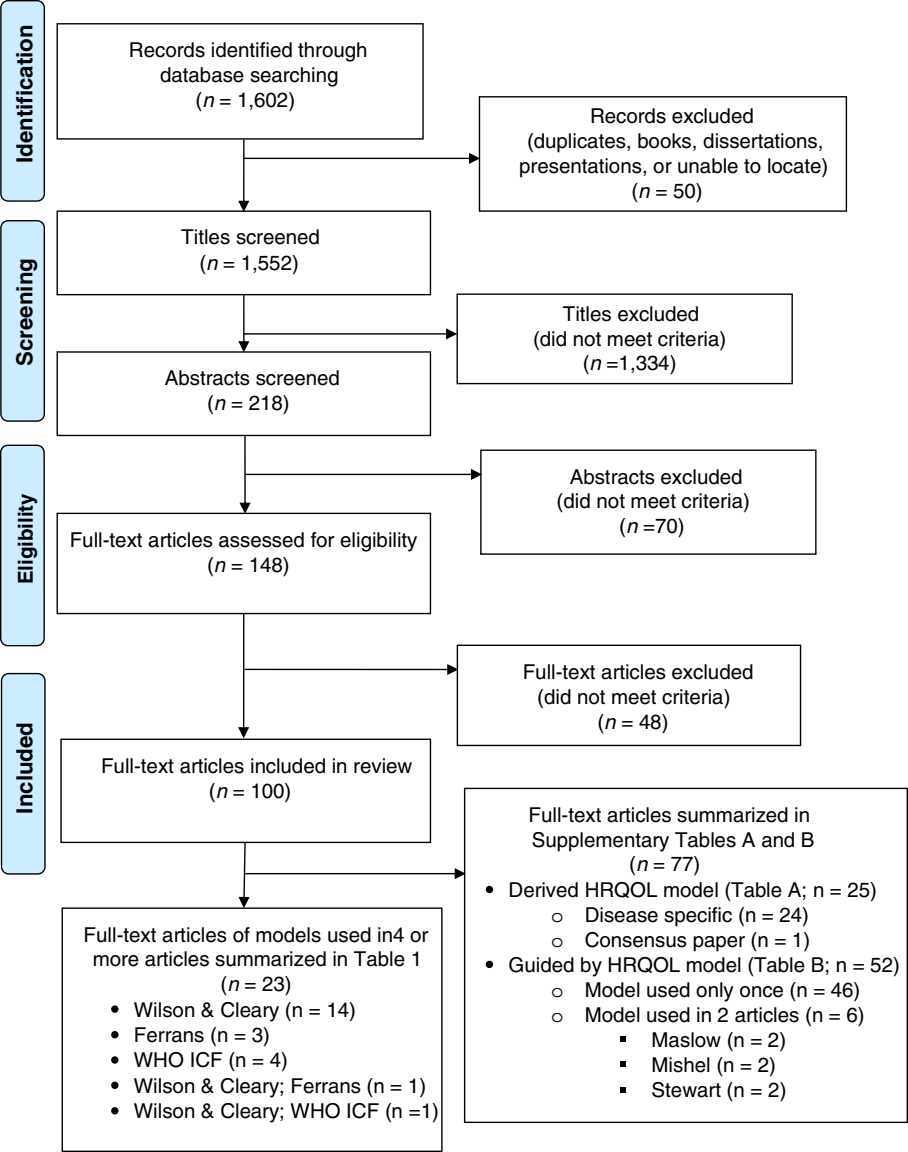 Identification
Records identified through
database searching
(n = 1,602)
Records excluded
(duplicates, books, dissertations,
presentations, or unable to locate)
(n = 50)
Screening
Titles screened
(n = 1,552)
Titles excluded
(did not meet criteria)
(n =1,334)
Abstracts screened
(n = 218)
Eligibility
Abstracts excluded
(did not meet criteria)
(n =70)
Full-text articles assessed for eligibility
(n = 148)
Full-text articles excluded
(did not meet criteria)
(n = 48)
Included
Full-text articles included in review
(n = 100)
Full-text articles summarized in
Supplementary Tables A and B
(n = 77)
• Derived HRQOL model (Table A; n = 25)
o Disease specific (n = 24)
o Consensus paper (n = 1)
• Guided by HRQOL model (Table B; n = 52)
o Model used only once (n = 46)
o Model used in 2 articles (n = 6)
▪ Maslow (n = 2)
▪ Mishel (n = 2)
▪ Stewart (n = 2)
Full-text articles of models used in4 or
more articles summarized in Table 1
(n = 23)
• Wilson & Cleary (n = 14)
• Ferrans (n = 3)
• WHO ICF (n = 4)
• Wilson & Cleary; Ferrans (n = 1)
• Wilson & Cleary; WHO ICF (n =1)